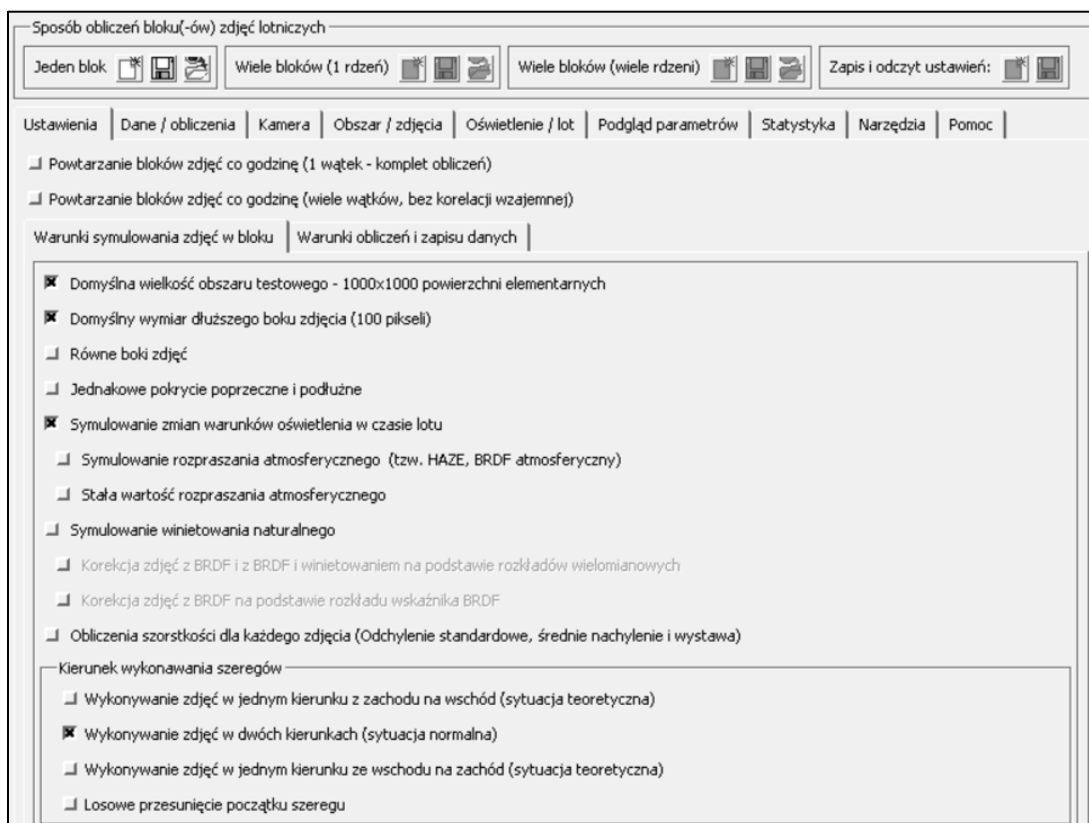 Sposób obliczeń bloku(-ów) zdjęć lotniczych
Jeden blok Wiele bloków (1 rdzeń) Wiele bloków (wiele rdzeni) Zapis i odczyt ustawień:
Ustawienia Dane / obliczenia Kamera Obszar / zdjęcia Oświetlenie / lot Podgląd parametrów Statystyka Narzędzia Pomoc
Powtarzanie bloków zdjęć co godzinę (1 wątek - komplet obliczeń)
Powtarzanie bloków zdjęć co godzinę (wiele wątków, bez korelacji wzajemnej)
Warunki symulowania zdjęć w bloku Warunki obliczeń i zapisu danych
Domyślna wielkość obszaru testowego - 1000x1000 powierzchni elementarnych
Domyślny wymiar dłuższego boku zdjęcia (100 pikseli)
Równe boki zdjęć
Jednakowe pokrycie poprzeczne i podłużne
Symulowanie zmian warunków oświetlenia w czasie lotu
Symulowanie rozpraszania atmosferycznego (tzw. HAZE, BRDF atmosferyczny)
Stała wartość rozpraszania atmosferycznego
Symulowanie winietowania naturalnego
Korekcja zdjęć z BRDF i z BRDF i winietowaniem na podstawie rozkładów wielomianowych
Korekcja zdjęć z BRDF na podstawie rozkładu wskaźnika BRDF
Obliczenia szorstkości dla każdego zdjęcia (Odchylenie standardowe, średnie nachylenie i wystawa)
Kierunek wykonawania szeregów
Wykonywanie zdjęć w jednym kierunku z zachodu na wschód (sytuacja teoretyczna)
Wykonywanie zdjęć w dwóch kierunkach (sytuacja normalna)
Wykonywanie zdjęć w jednym kierunku ze wschodu na zachód (sytuacja teoretyczna)
Losowe przesunięcie początku szeregu